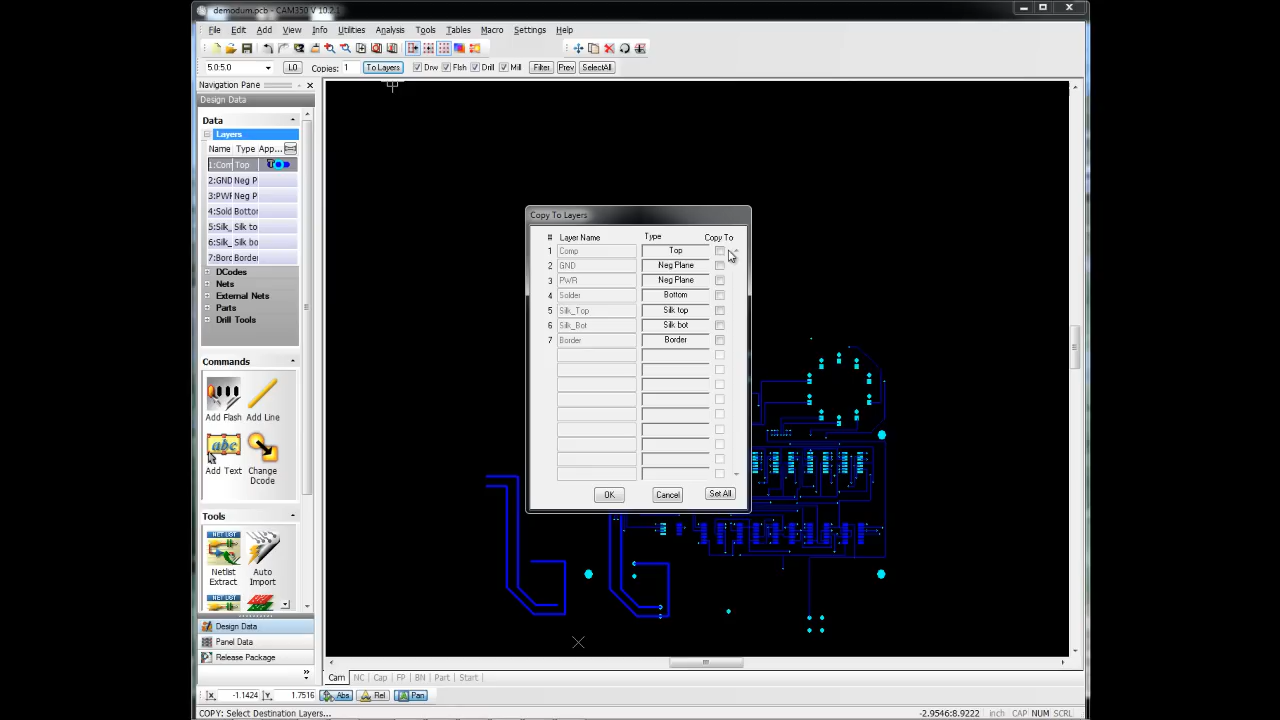 demodum.pcb - CAM350 V 10.2
File Edit Add View Info Utilities Analysis Tools Tables Macro Settings Help
5.0:5.0 L0 Copies: 1 To Layers Drw Flsh Drill Mill Filter Prev SelectAll
Navigation Pane
Design Data
Data
Layers
Name Type App...
1:Com Top
2:GND Neg P
3:PWR Neg P
4:Sold Bottor
5:Silk_ Silk to
6:Silk_ Silk bo
7:Bord Border
DCodes
Nets
External Nets
Parts
Drill Tools
Commands
Add Flash Add Line
abc
Add Text Change
Dcode
Tools
NET LIST
Netlist Auto
Extract Import
NET LIST
Design Data
Panel Data
Release Package
Copy To Layers
# Layer Name Type Copy To
1 Comp Top
2 GND Neg Plane
3 PWR Neg Plane
4 Solder Bottom
5 Silk_Top Silk top
6 Silk_Bot Silk bot
7 Border Border
OK Cancel Set All
Cam NC Cap FP BN Part Start
X -1.1424 Y 1.7516 Abs Rel Pan
COPY: Select Destination Layers... -2.9546:8.9222 inch CAP NUM SCRL